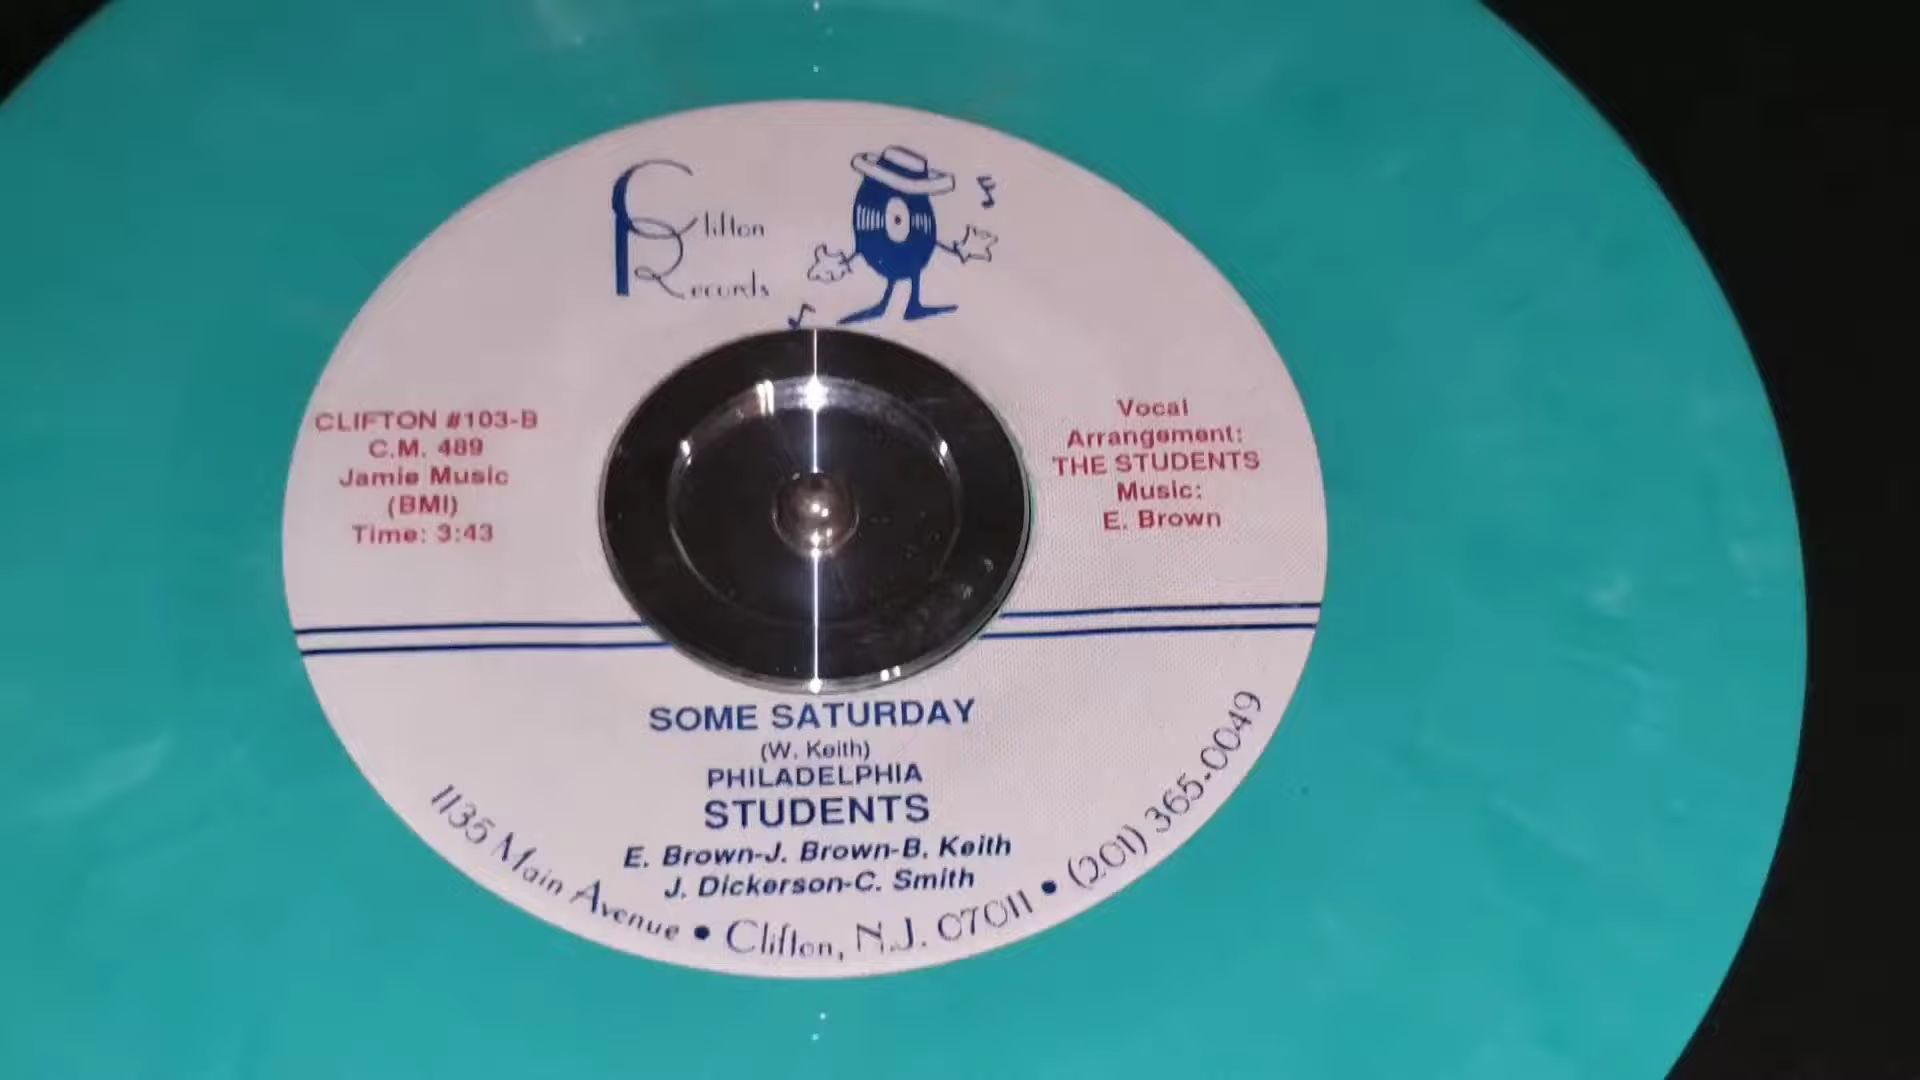 Clifton
Records
CLIFTON #103-B
C.M. 489
Jamie Music
(BMI)
Time: 3:43
Vocal
Arrangement:
THE STUDENTS
Music:
E. Brown
SOME SATURDAY
(W. Keith)
PHILADELPHIA
STUDENTS
E. Brown-J. Brown-B. Keith
J. Dickerson-C. Smith
1135 Main Avenue • Clifton, N.J. 07011 • (201) 365-0049